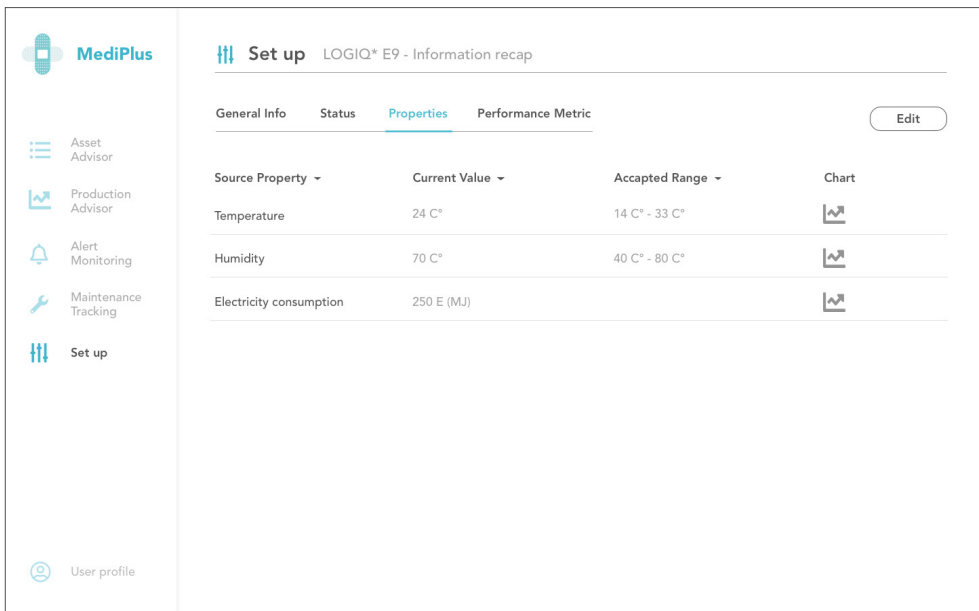 MediPlus
Set up LOGIQ* E9 - Information recap
General Info Status Properties Performance Metric
Edit
Asset
Advisor
Production
Advisor
Alert
Monitoring
Maintenance
Tracking
Set up
User profile
Source Property Current Value Accapted Range Chart
Temperature 24 C° 14 C° - 33 C°
Humidity 70 C° 40 C° - 80 C°
Electricity consumption 250 E (MJ)